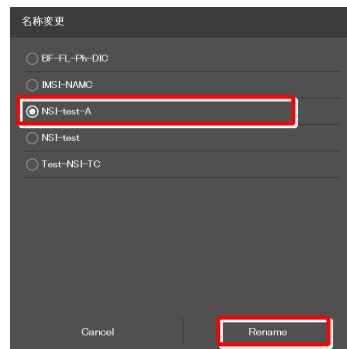 名称変更
BF-FL-Ph-DIC
IMSI-NAMC
NSI-test-A
NSI-test
Test-NSI-TC
Cancel Rename